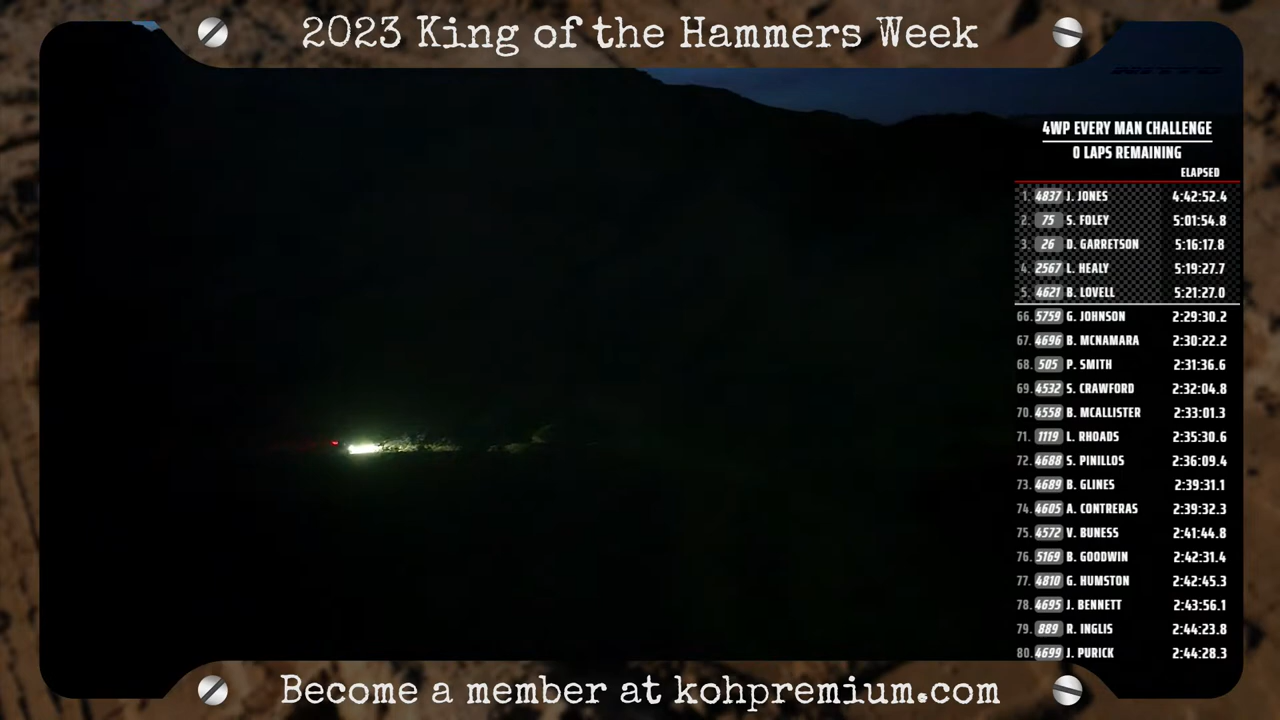 2023 King of the Hammers Week
NITTO
4WP EVERY MAN CHALLENGE
0 LAPS REMAINING
ELAPSED
1. 4837 J. JONES 4:42:52.4
2. 75 S. FOLEY 5:01:54.8
3. 26 D. GARRETSON 5:16:17.8
4. 2567 L. HEALY 5:19:27.7
5. 4621 B. LOVELL 5:21:27.0
66. 5759 G. JOHNSON 2:29:30.2
67. 4696 B. MCNAMARA 2:30:22.2
68. 505 P. SMITH 2:31:36.6
69. 4532 S. CRAWFORD 2:32:04.8
70. 4558 B. MCALLISTER 2:33:01.3
71. 1119 L. RHOADS 2:35:30.6
72. 4688 S. PINILLOS 2:36:09.4
73. 4689 B. GLINES 2:39:31.1
74. 4605 A. CONTRERAS 2:39:32.3
75. 4572 V. BUNESS 2:41:44.8
76. 5169 B. GOODWIN 2:42:31.4
77. 4810 G. HUMSTON 2:42:45.3
78. 4695 J. BENNETT 2:43:56.1
79. 889 R. INGLIS 2:44:23.8
80. 4699 J. PURICK 2:44:28.3
Become a member at kohpremium.com